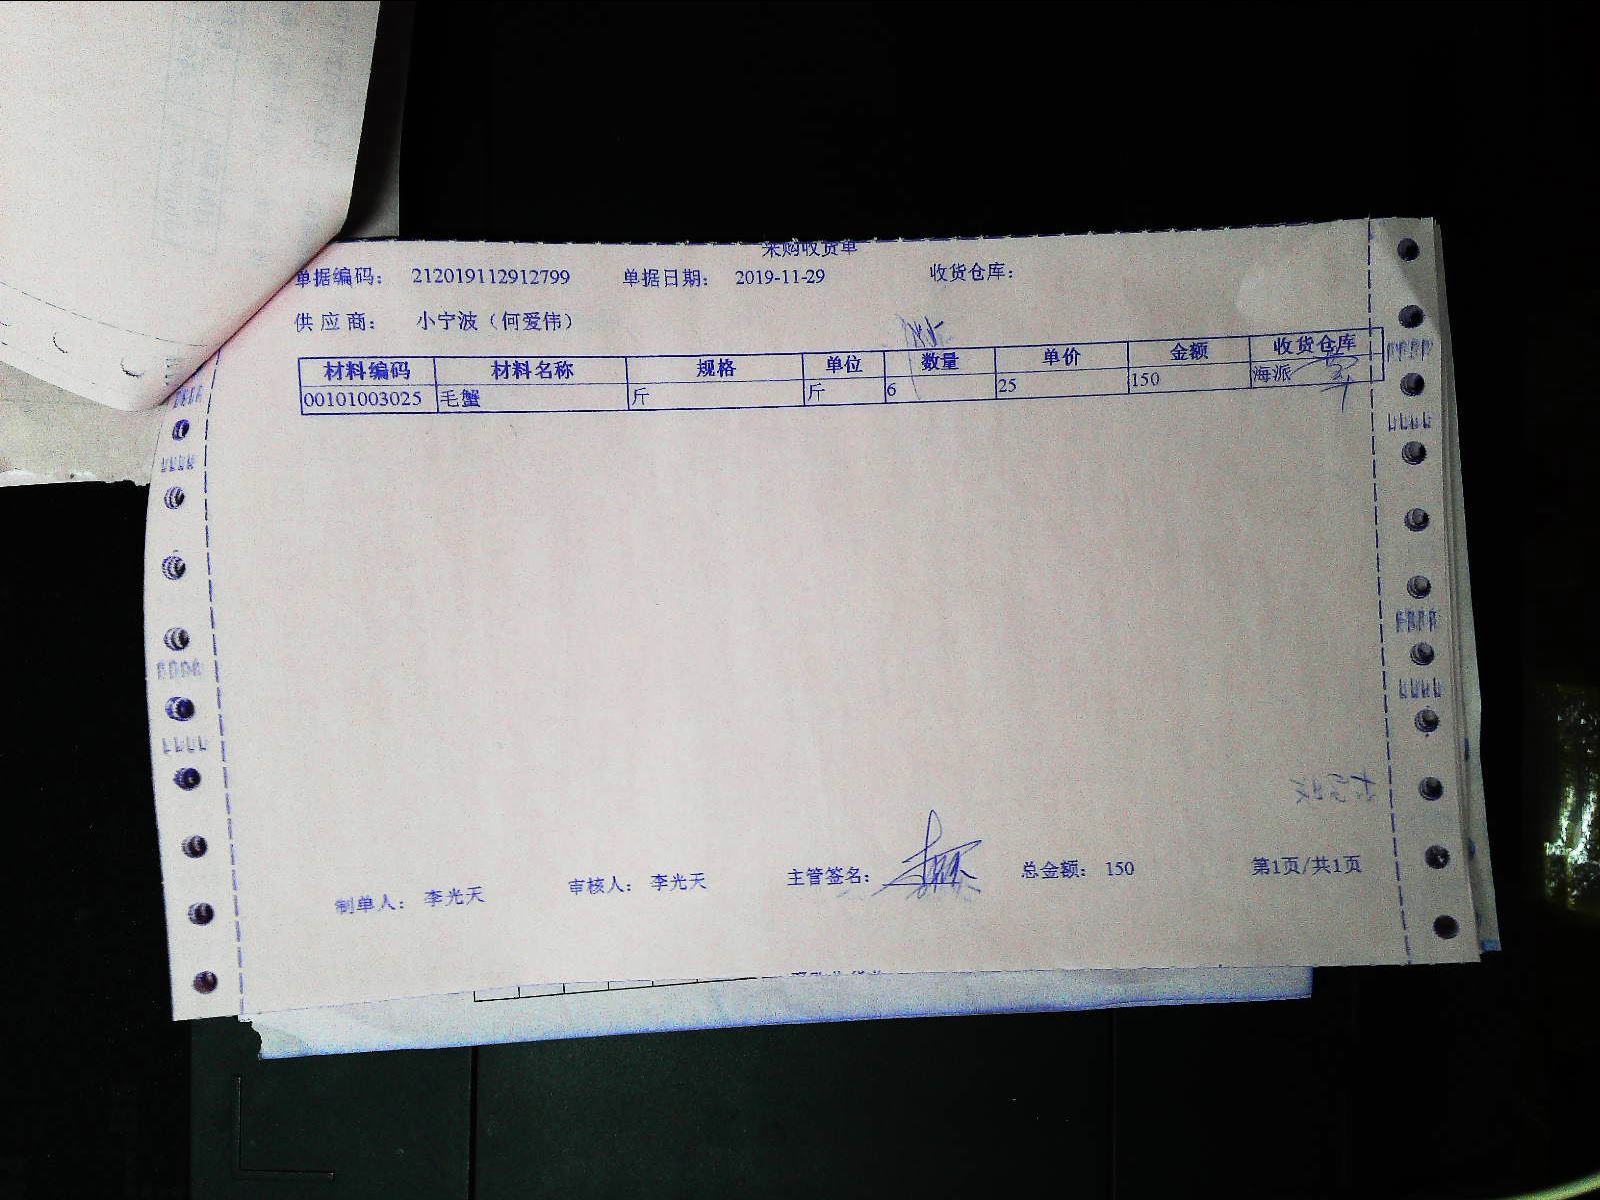 采购收货单
单据编码： 212019112912799 单据日期： 2019-11-29 收货仓库：
供 应 商： 小宁波（何爱伟）
材料编码 材料名称 规格 单位 数量 单价 金额 收货仓库
00101003025 毛蟹 斤 斤 6 25 150 海派
制单人： 李光天 审核人： 李光天 主管签名： 总金额： 150 第1页/共1页